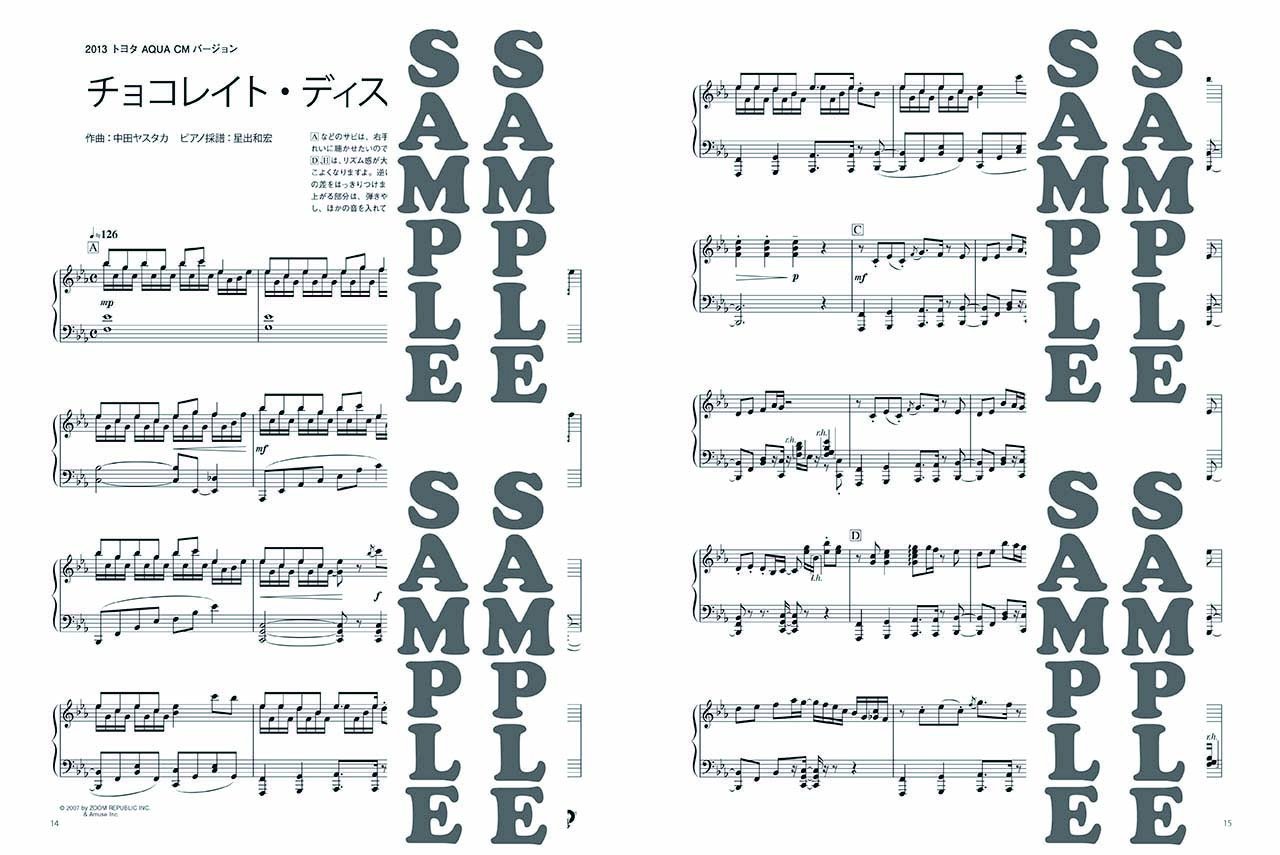 2013 トヨタ AQUA CM バージョン
チョコレイト・ディス
作曲：中田ヤスタカ ピアノ採譜：星出和宏
A などのサビは、右手
れいに聴かせたいので
D、H は、リズム感が大
こよくなりますよ。逆に
の差をはっきりつけま
上がる部分は、弾きや
し、ほかの音を入れて
♩=126
A
mp
mf
f
© 2007 by ZOOM REPUBLIC INC.
& Amuse Inc.
14
SAMPLE
SAMPLE
SAMPLE
SAMPLE
C
p
mf
r.h.
r.h.
D
l.h.
r.h.
15
SAMPLE
SAMPLE
SAMPLE
SAMPLE